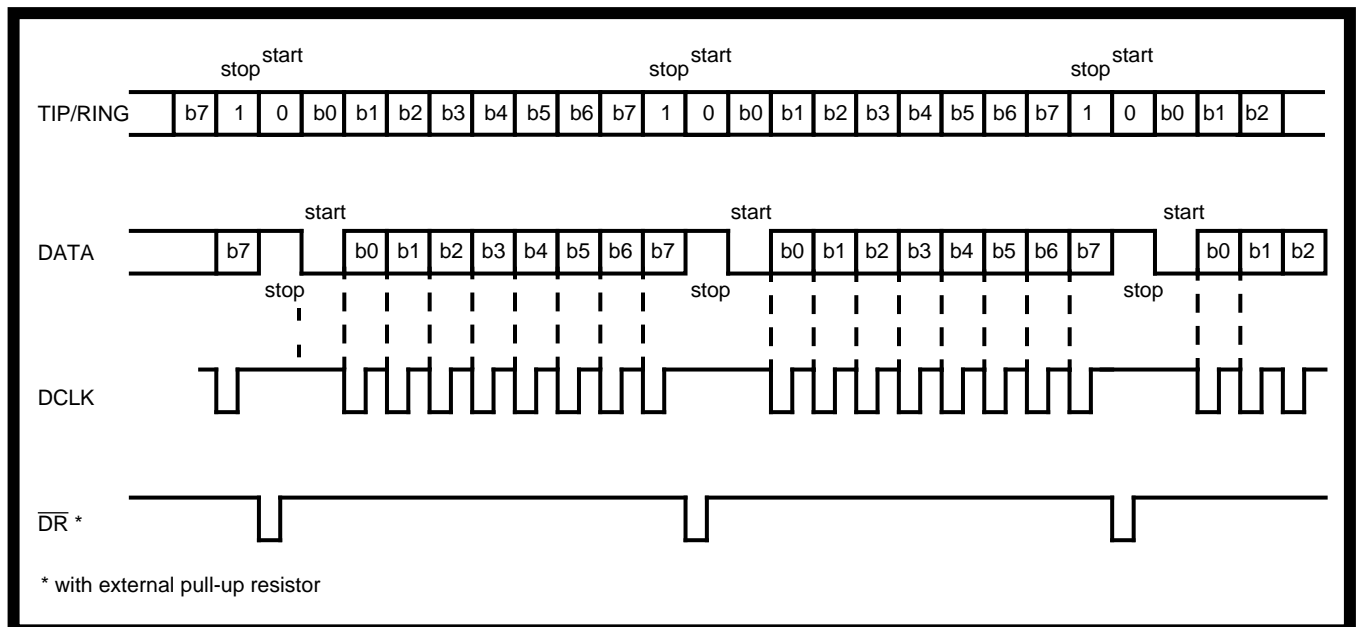 stop start stop start stop start
TIP/RING b7 1 0 b0 b1 b2 b3 b4 b5 b6 b7 1 0 b0 b1 b2 b3 b4 b5 b6 b7 1 0 b0 b1 b2
start start start
DATA b7 b0 b1 b2 b3 b4 b5 b6 b7 b0 b1 b2 b3 b4 b5 b6 b7 b0 b1 b2
stop stop stop
DCLK
DR *
* with external pull-up resistor